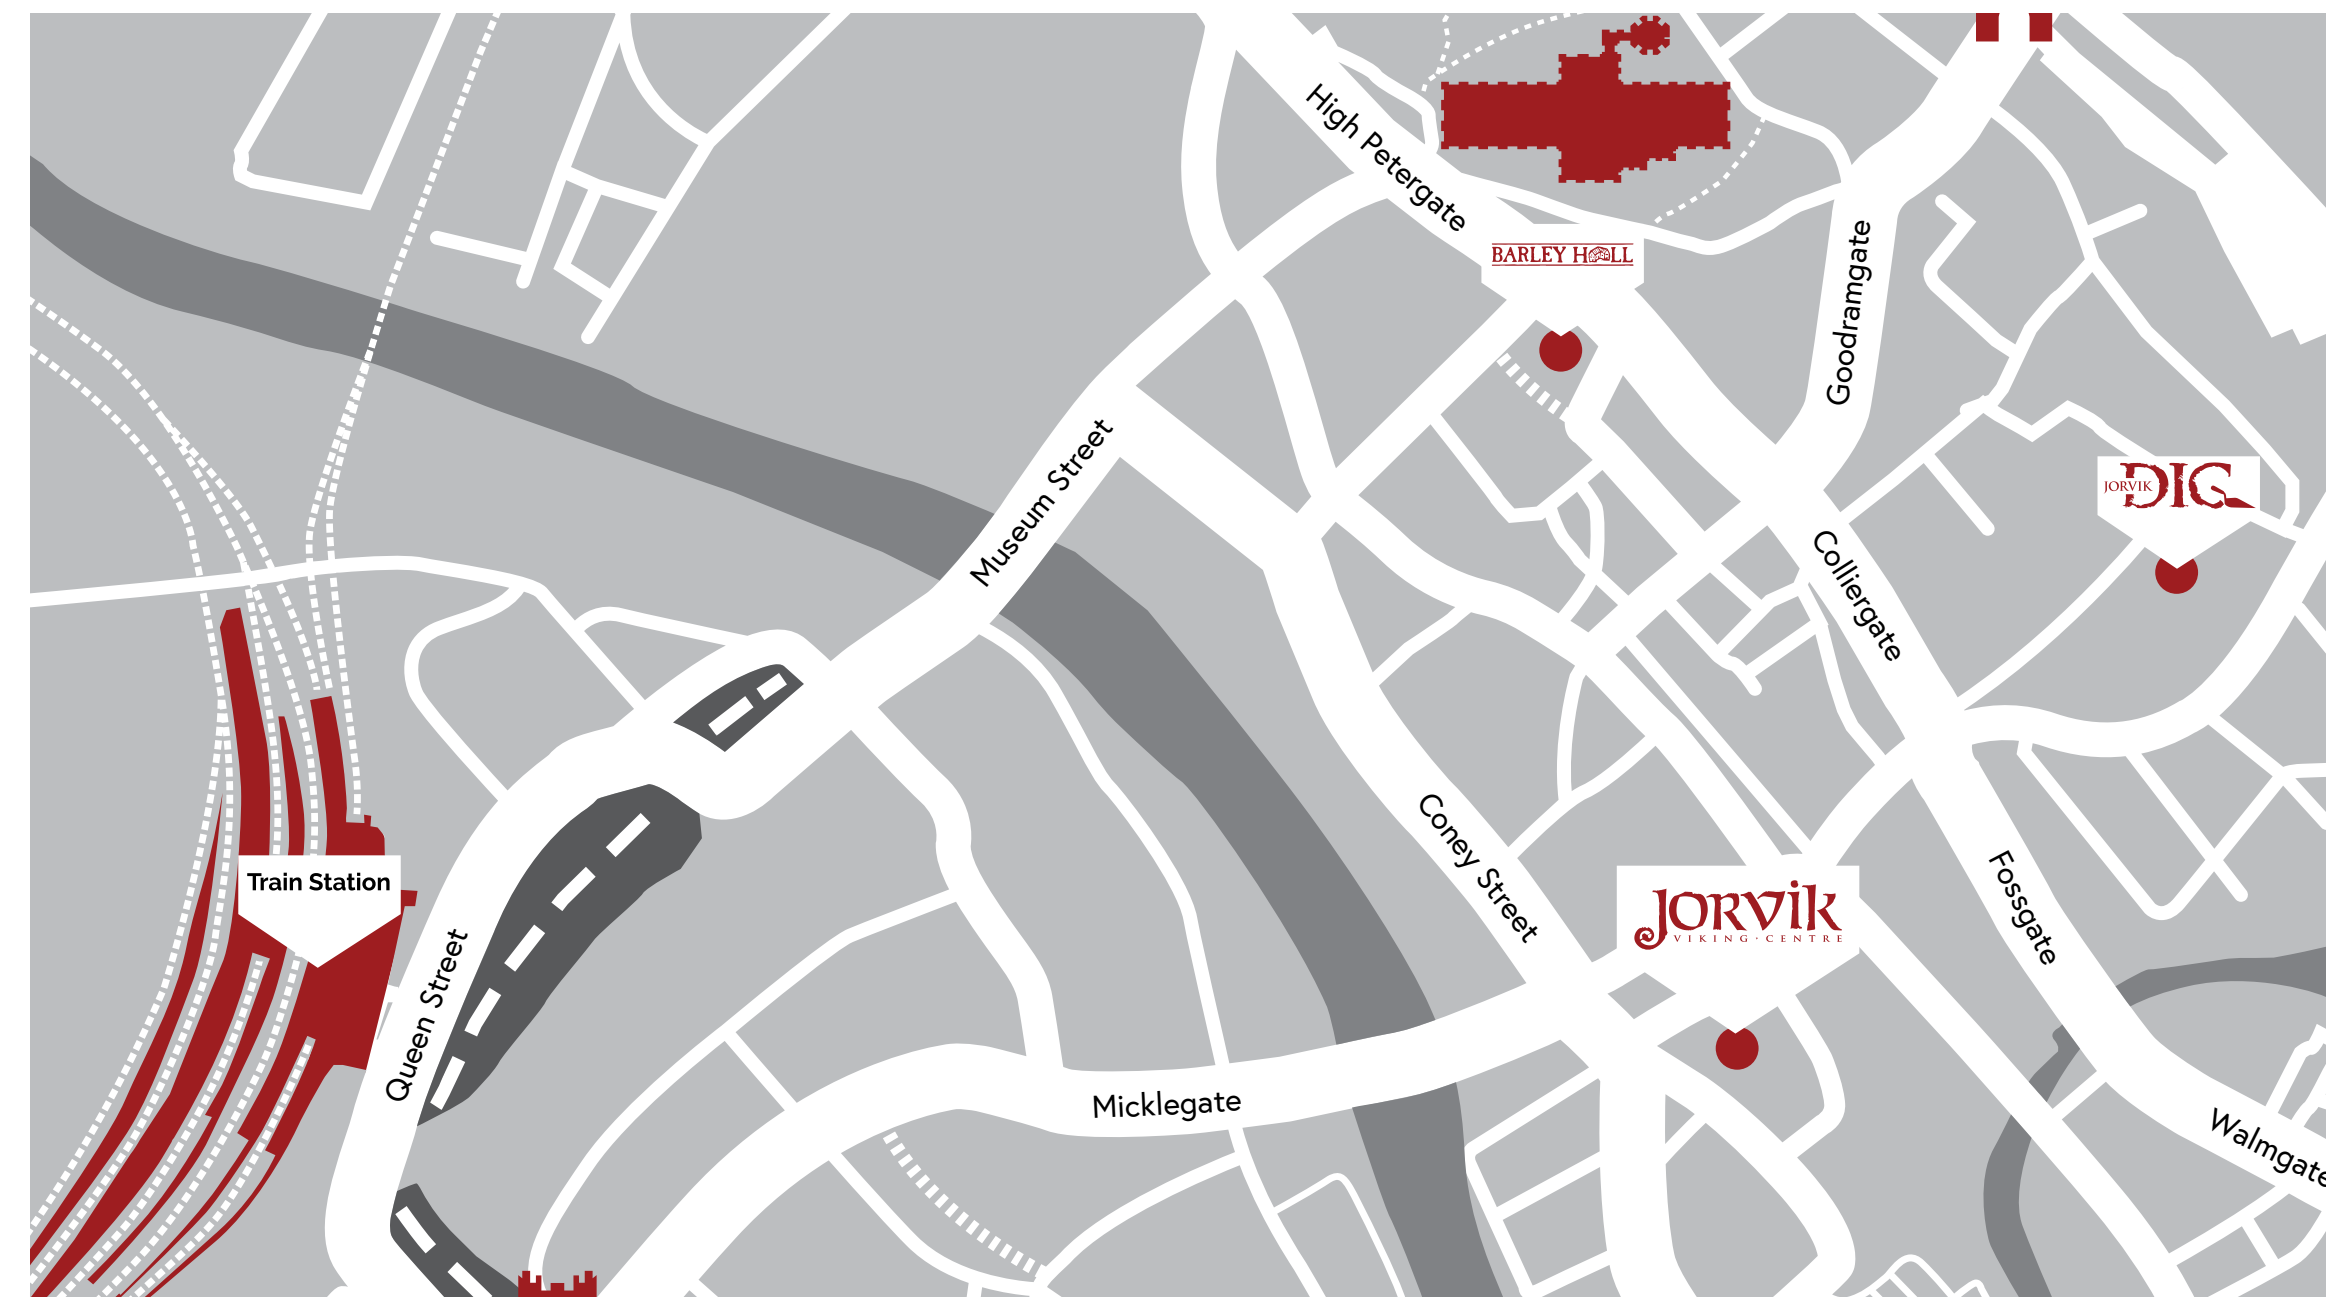 High Petergate
BARLEY HALL
Goodramgate
Museum Street
JORVIK
DIG
Colliergate
Coney Street
Train Station
JORVIK
VIKING · CENTRE
Fossgate
Queen Street
Micklegate
Walmgate